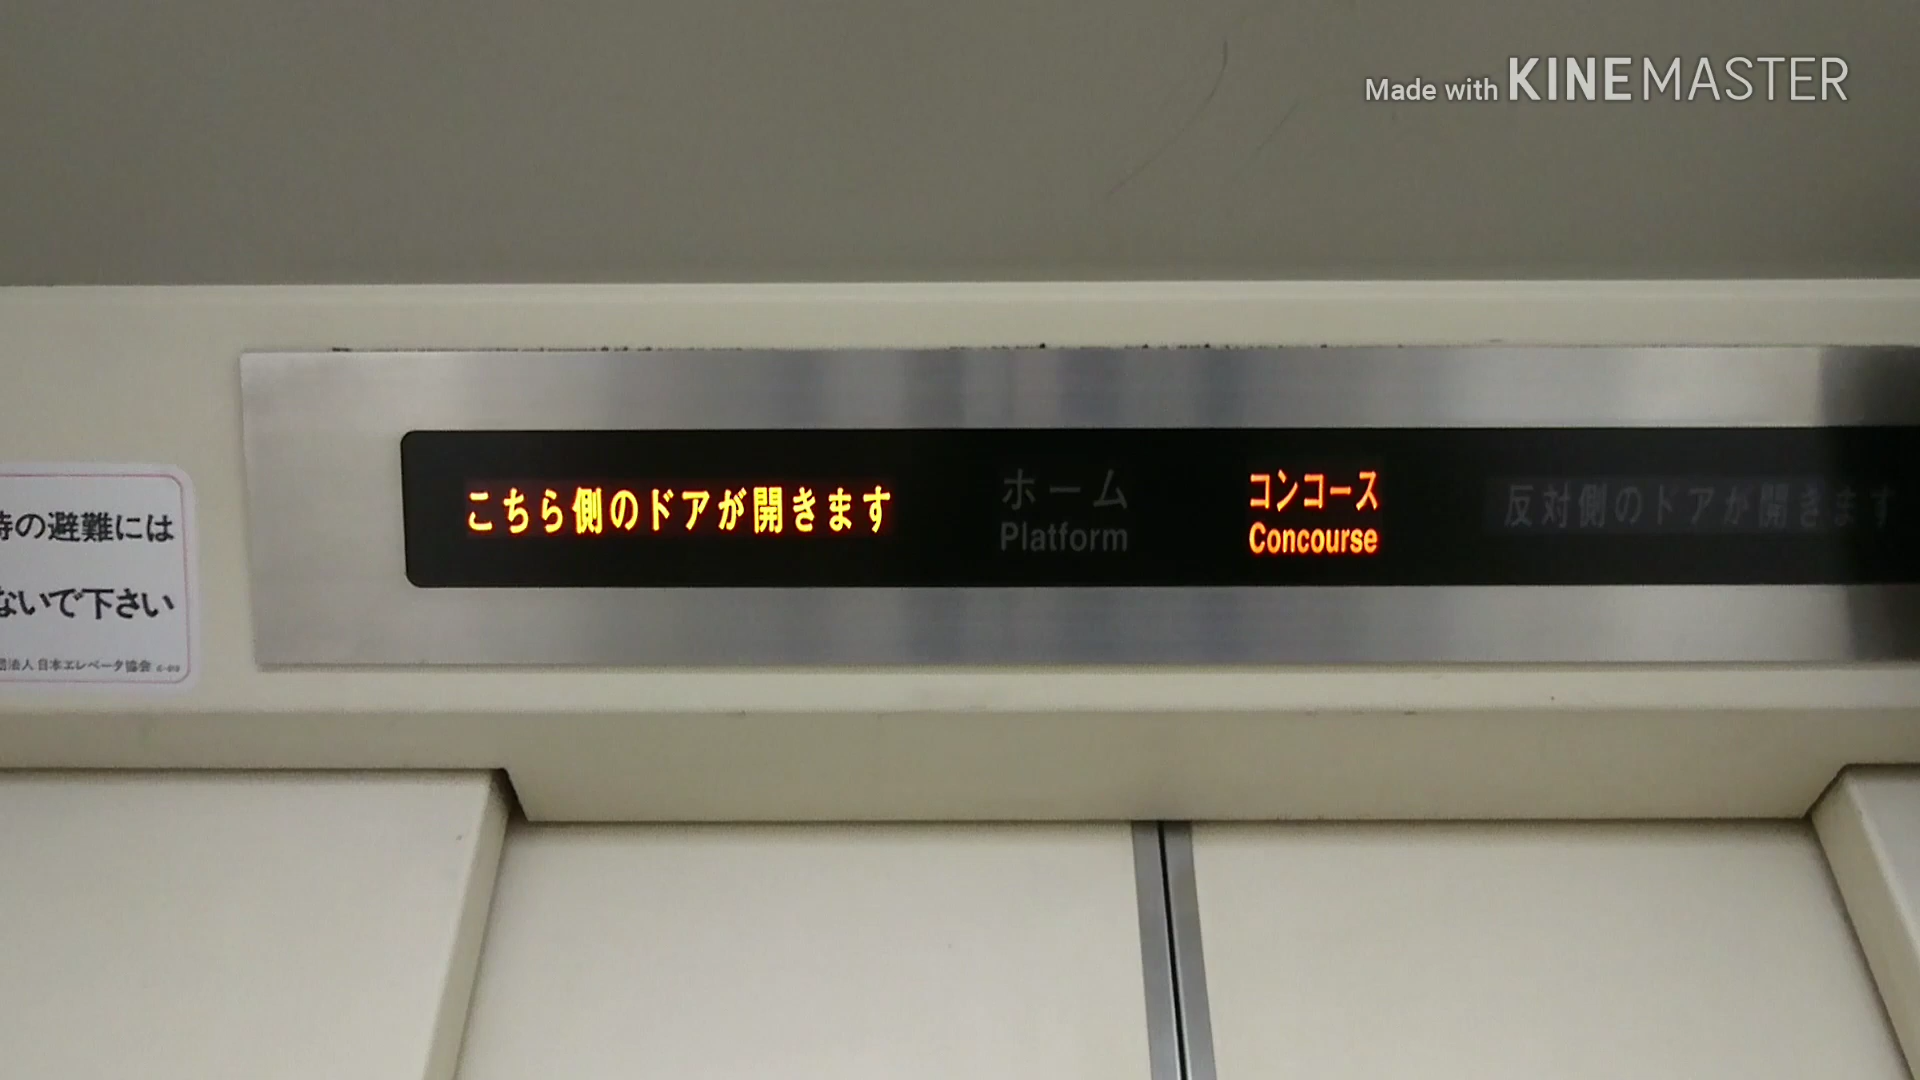 Made with KINEMASTER
こちら側のドアが開きます
ホーム
Platform
コンコース
Concourse
反対側のドアが開きます
時の避難には
ないで下さい
団法人 日本エレベータ協会